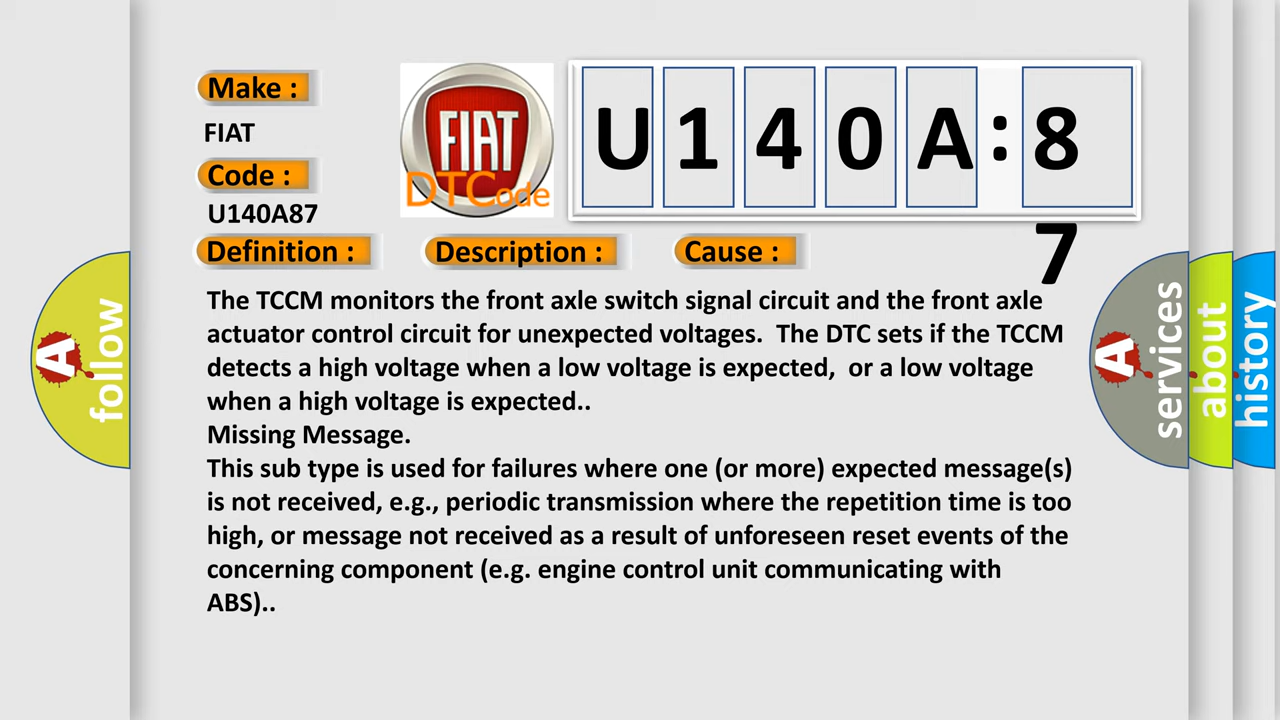 Make :
FIAT
Code :
U140A87
FIAT
DTCode
U140A:8
7
Definition :
Description :
Cause :
The TCCM monitors the front axle switch signal circuit and the front axle
actuator control circuit for unexpected voltages  The DTC sets if the TCCM
detects a high voltage when a low voltage is expected,  or a low voltage
when a high voltage is expected..
Missing Message.
This sub type is used for failures where one (or more) expected message(s)
is not received, e.g., periodic transmission where the repetition time is too
high, or message not received as a result of unforeseen reset events of the
concerning component (e.g. engine control unit communicating with
ABS)..
A
follow
A
services
about
history